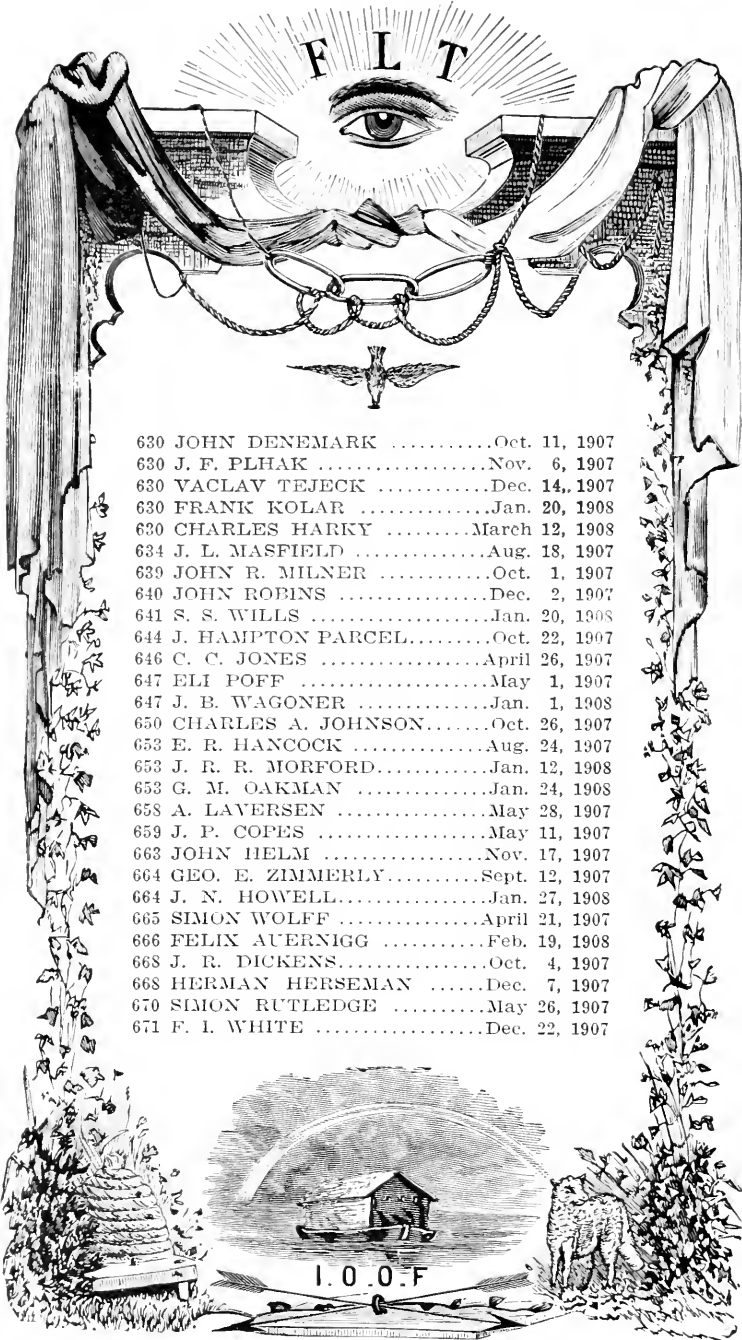 F L T
630 JOHN DENEMARK ...........Oct. 11, 1907
630 J. F. PLHAK ..................Nov. 6, 1907
630 VACLAV TEJECK ............Dec. 14, 1907
630 FRANK KOLAR ..............Jan. 20, 1908
630 CHARLES HARKY .........March 12, 1908
634 J. L. MASFIELD ..............Aug. 18, 1907
639 JOHN R. MILNER ............Oct. 1, 1907
640 JOHN ROBINS ................Dec. 2, 1907
641 S. S. WILLS ...................Jan. 20, 1908
644 J. HAMPTON PARCEL.........Oct. 22, 1907
646 C. C. JONES .................April 26, 1907
647 ELI POFF .....................May 1, 1907
647 J. B. WAGONER ..............Jan. 1, 1908
650 CHARLES A. JOHNSON.......Oct. 26, 1907
653 E. R. HANCOCK ..............Aug. 24, 1907
653 J. R. R. MORFORD............Jan. 12, 1908
653 G. M. OAKMAN ..............Jan. 24, 1908
658 A. LAVERSEN ................May 28, 1907
659 J. P. COPES ..................May 11, 1907
663 JOHN HELM .................Nov. 17, 1907
664 GEO. E. ZIMMERLY..........Sept. 12, 1907
664 J. N. HOWELL................Jan. 27, 1908
665 SIMON WOLFF ...............April 21, 1907
666 FELIX AUERNIGG ...........Feb. 19, 1908
668 J. R. DICKENS................Oct. 4, 1907
668 HERMAN HERSEMAN ......Dec. 7, 1907
670 SIMON RUTLEDGE ..........May 26, 1907
671 F. I. WHITE ..................Dec. 22, 1907
I.O.O.F